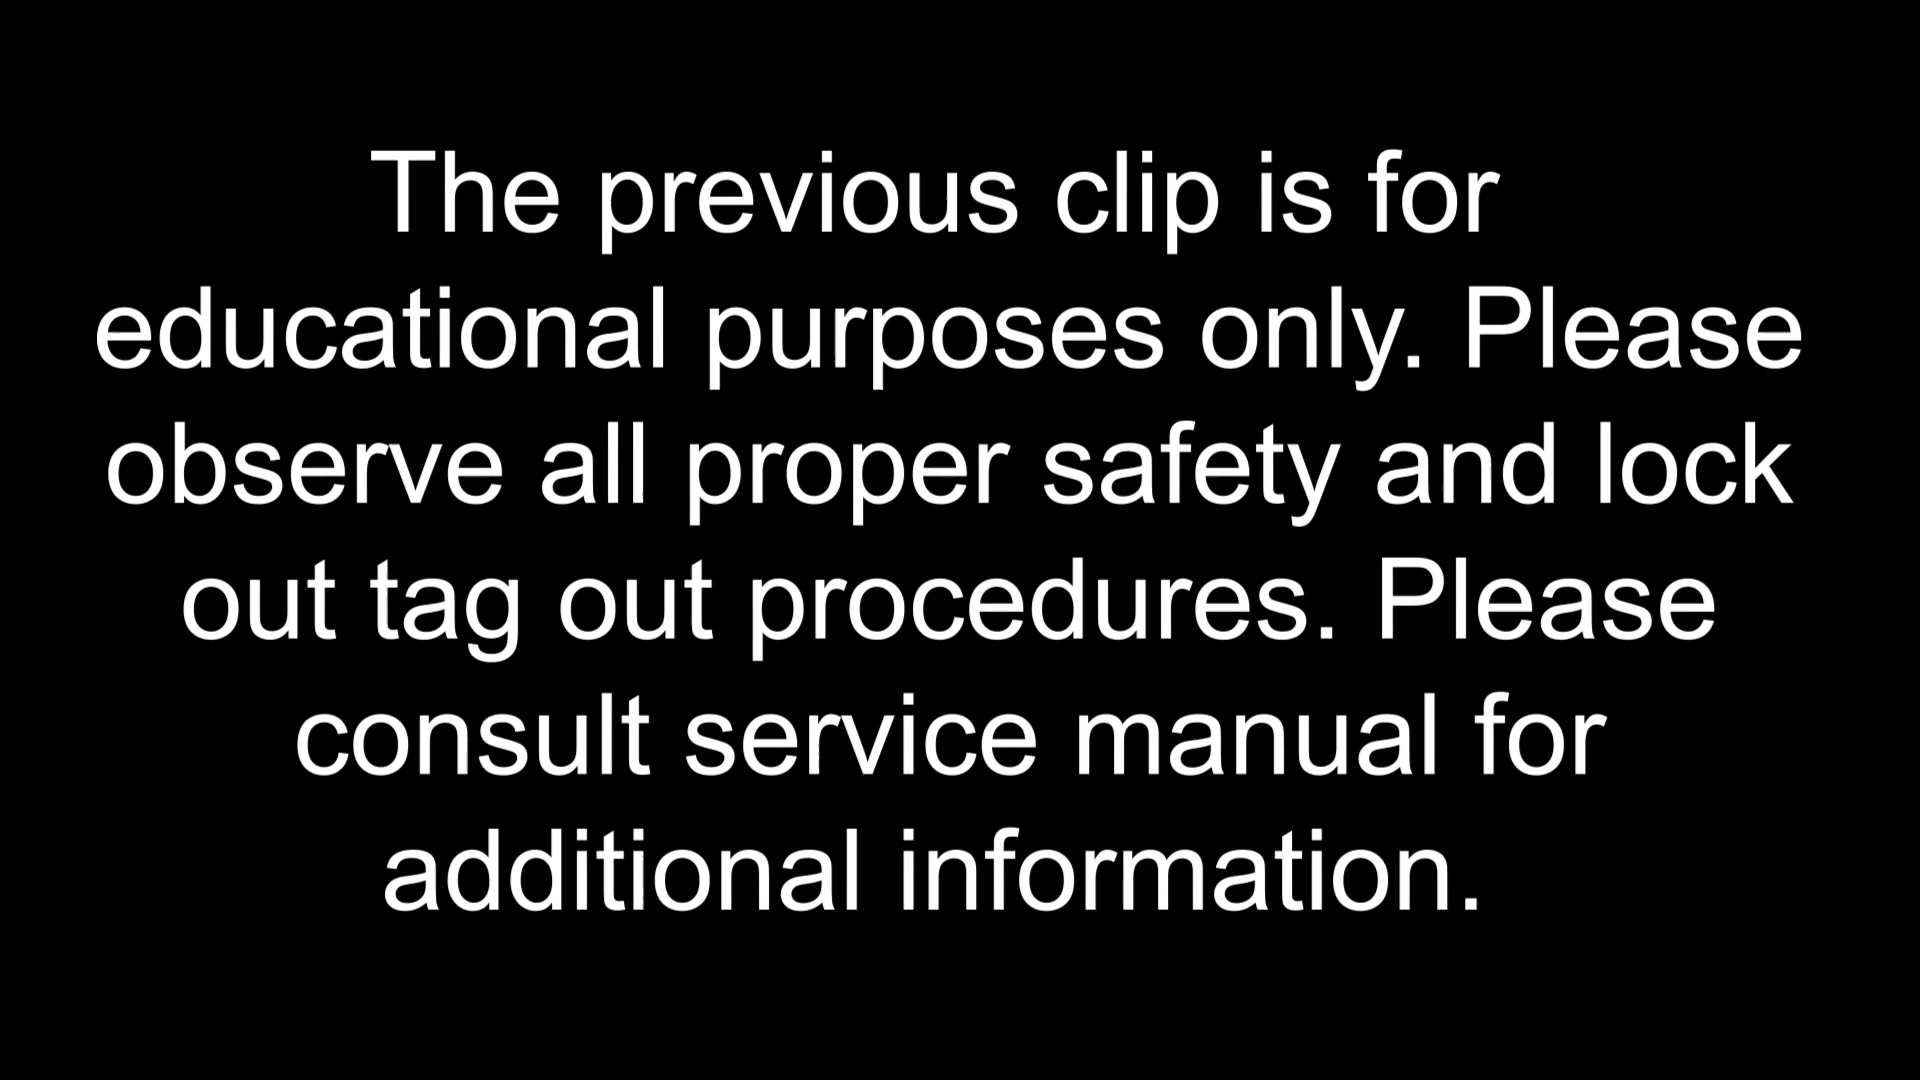 The previous clip is for
educational purposes only. Please
observe all proper safety and lock
out tag out procedures. Please
consult service manual for
additional information.